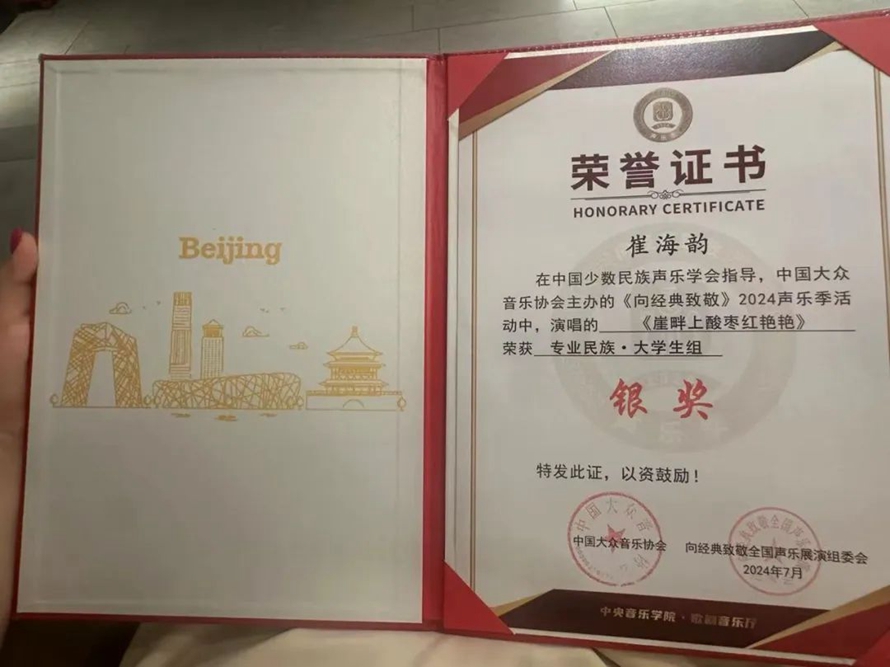 Beijing
荣誉证书
HONORARY CERTIFICATE
崔海韵
在中国少数民族声乐学会指导，中国大众
音乐协会主办的《向经典致敬》2024声乐季活
动中，演唱的 《崖畔上酸枣红艳艳》
荣获 专业民族·大学生组
银奖
特发此证，以资鼓励！
中国大众音乐协会
向经典致敬全国声乐展演组委会
2024年7月
中央音乐学院·歌剧音乐厅